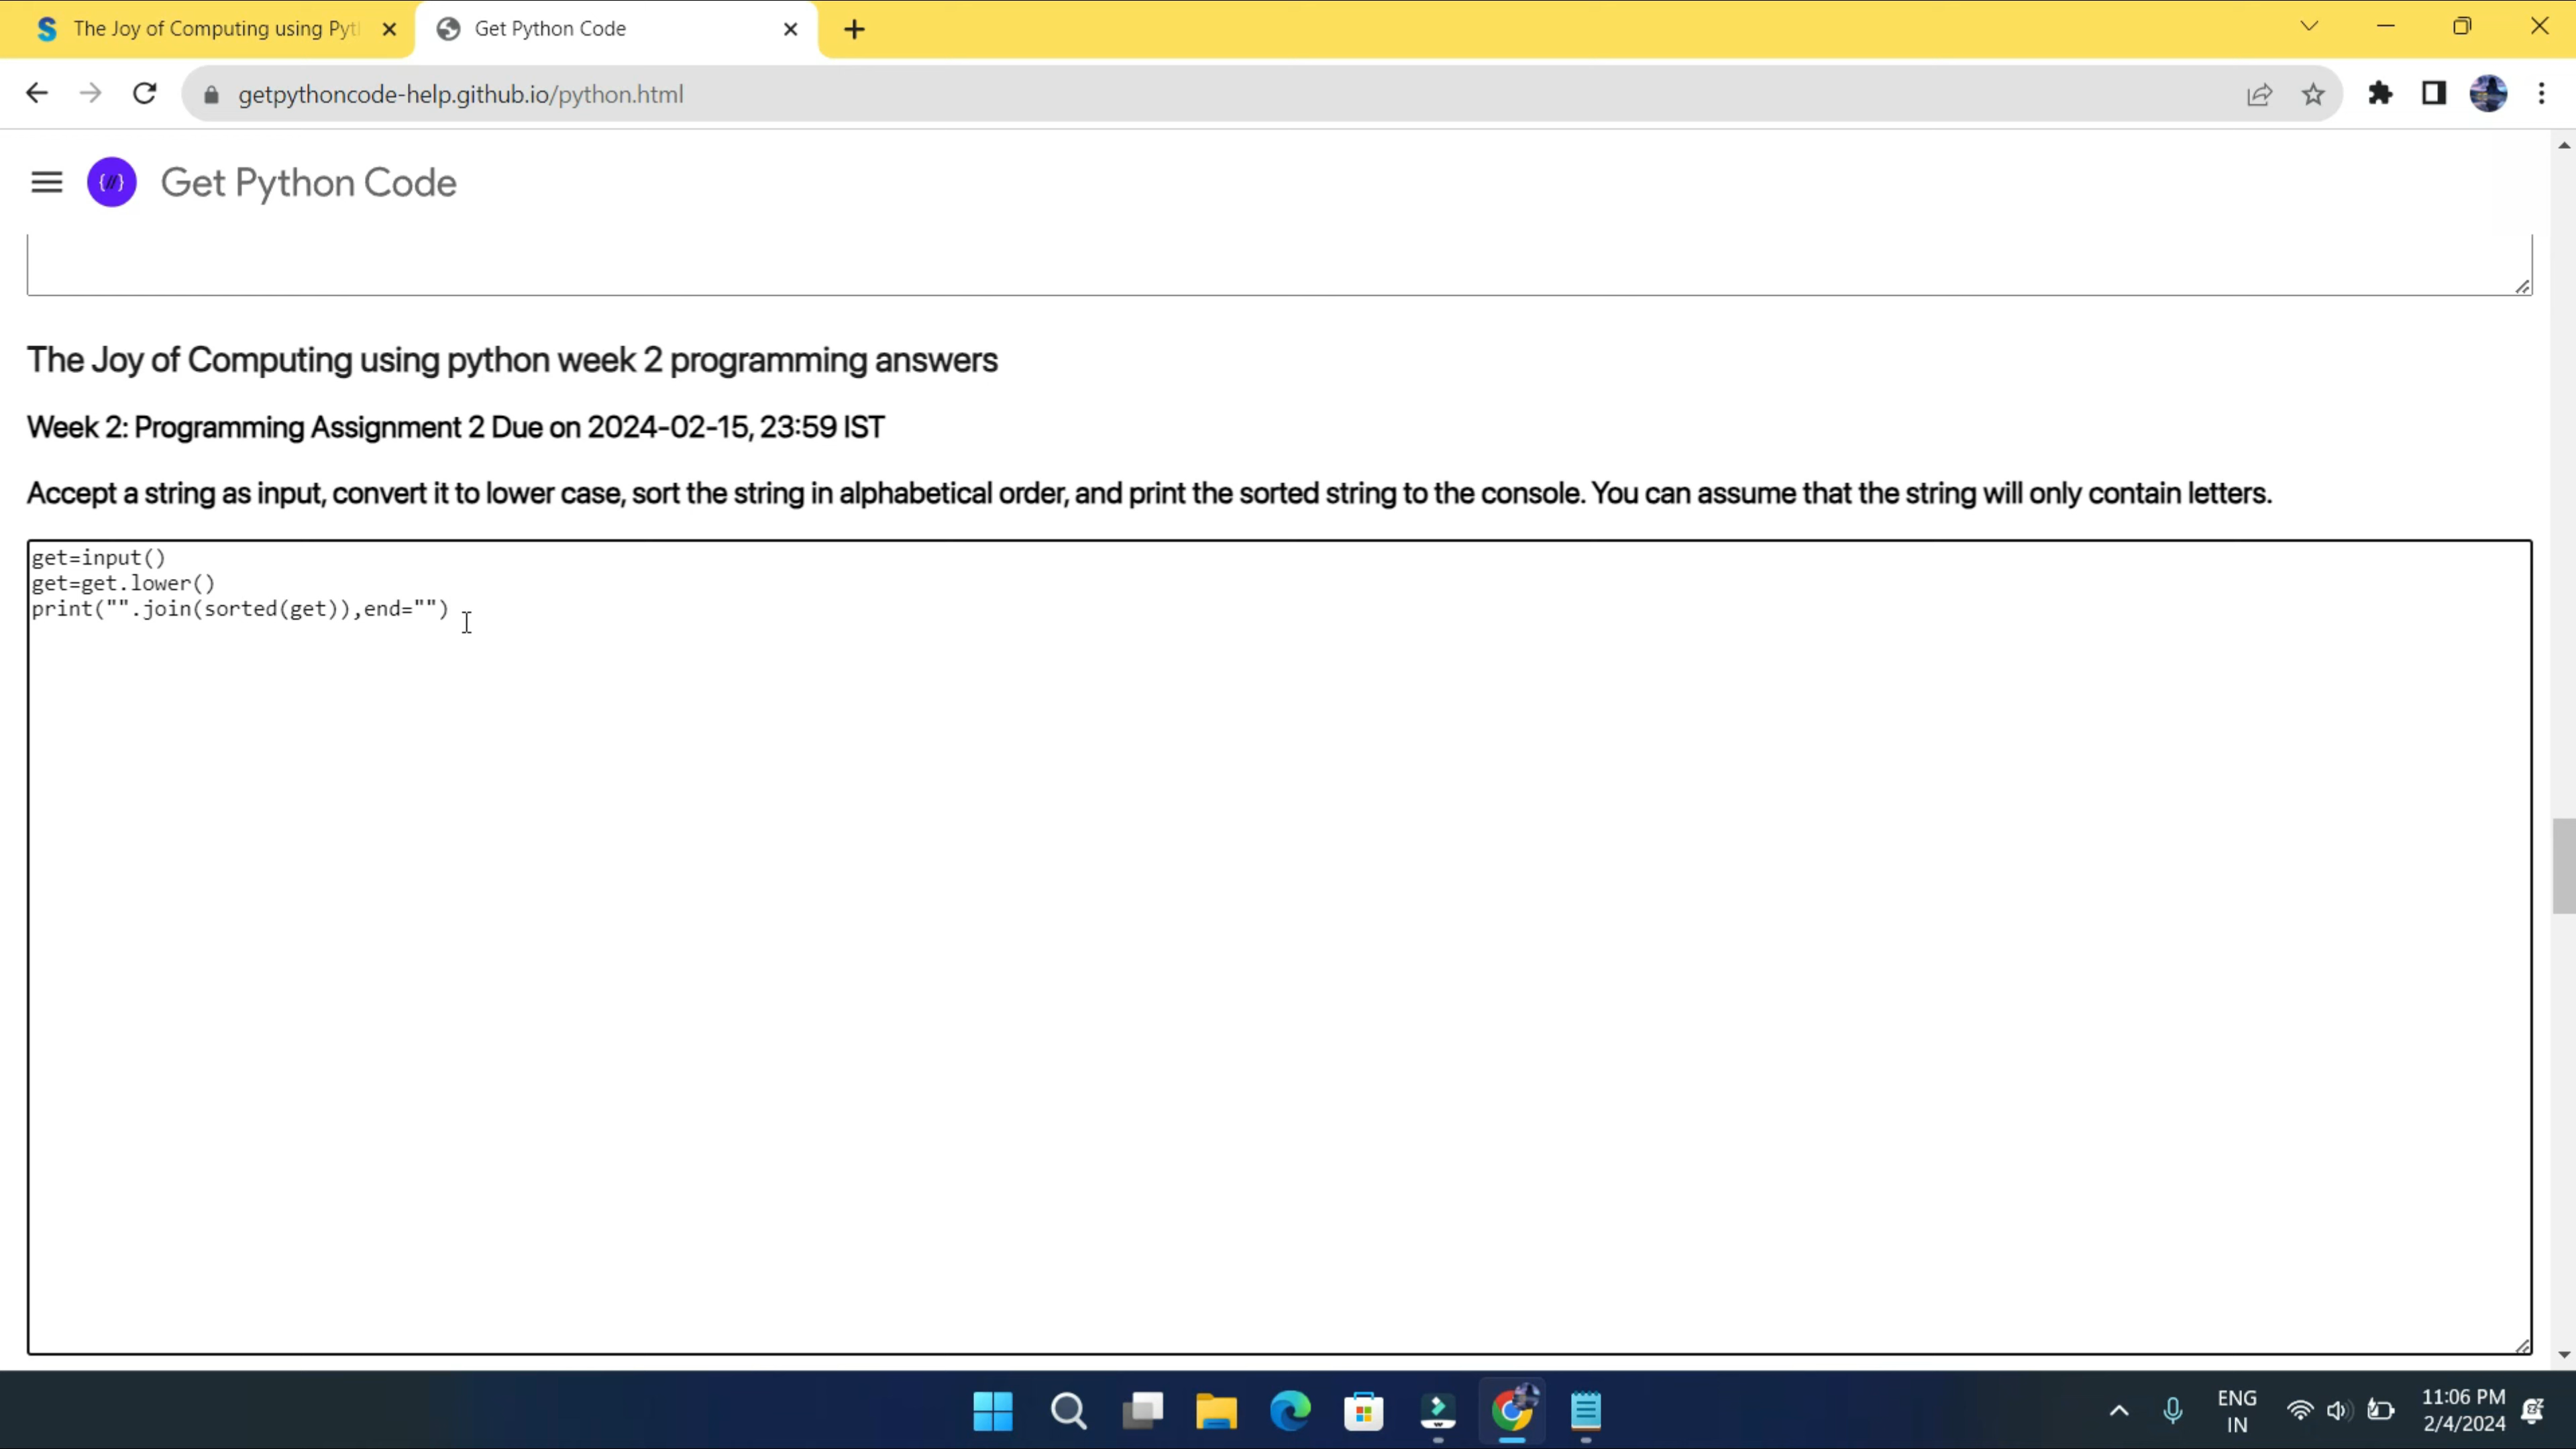 The Joy of Computing using Pyt
Get Python Code
getpythoncode-help.github.io/python.html
{//} Get Python Code
The Joy of Computing using python week 2 programming answers
Week 2: Programming Assignment 2 Due on 2024-02-15, 23:59 IST
Accept a string as input, convert it to lower case, sort the string in alphabetical order, and print the sorted string to the console. You can assume that the string will only contain letters.
get=input()
get=get.lower()
print("".join(sorted(get)),end="")
ENG
IN
11:06 PM
2/4/2024